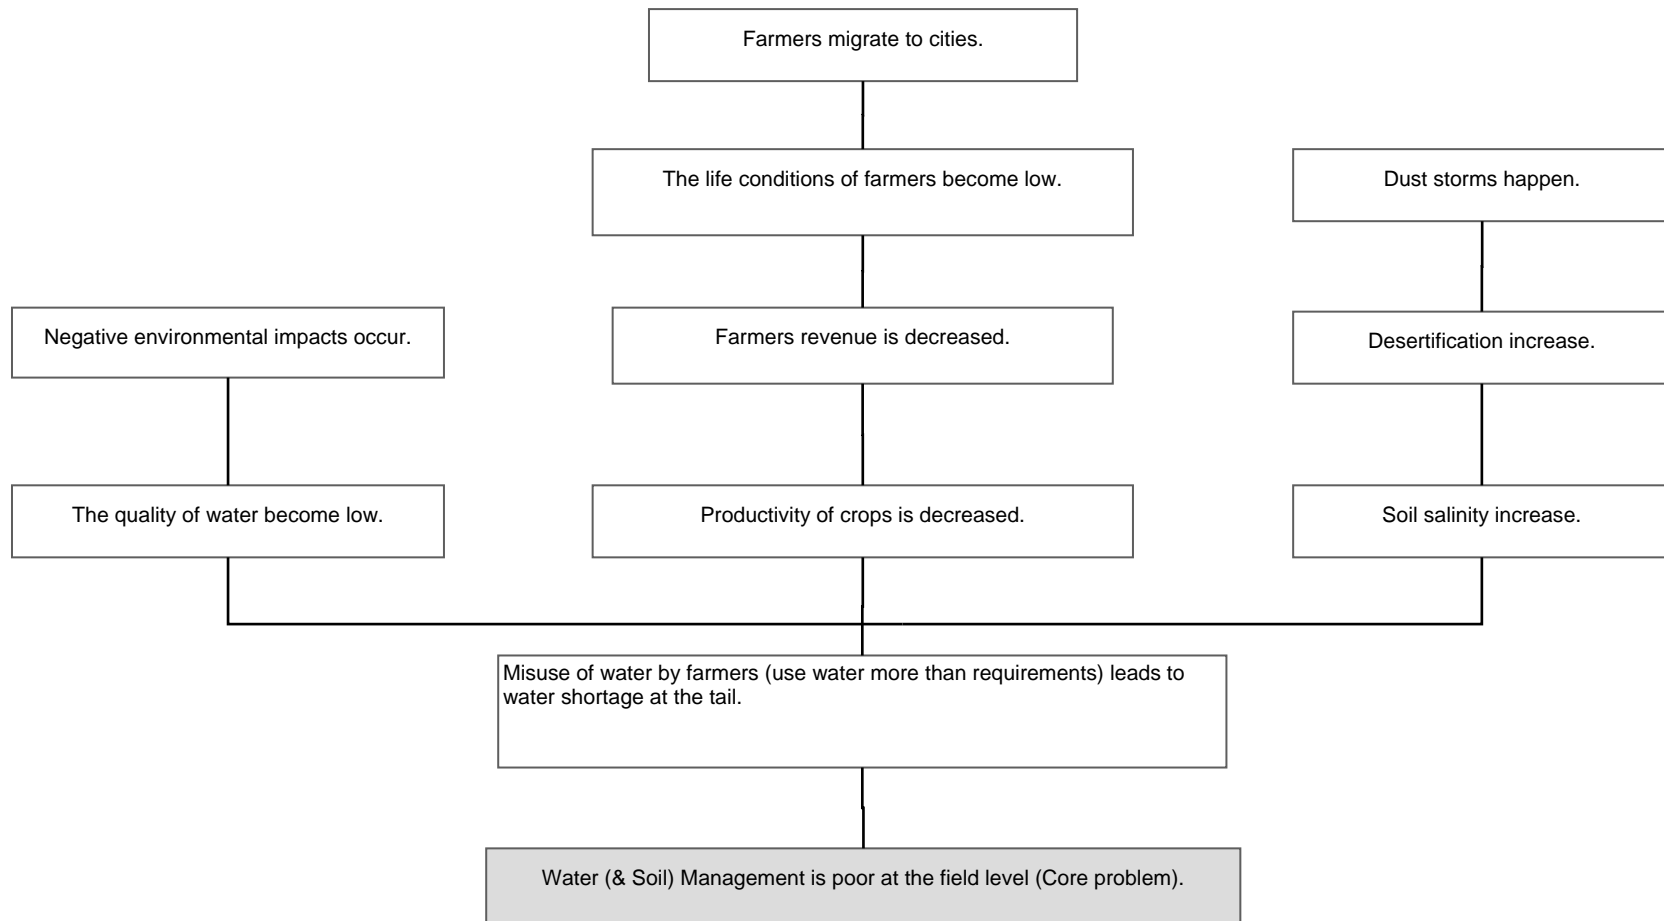 Farmers migrate to cities.
The life conditions of farmers become low.
Dust storms happen.
Negative environmental impacts occur.
Farmers revenue is decreased.
Desertification increase.
The quality of water become low.
Productivity of crops is decreased.
Soil salinity increase.
Misuse of water by farmers (use water more than requirements) leads to
water shortage at the tail.
Water (& Soil) Management is poor at the field level (Core problem).